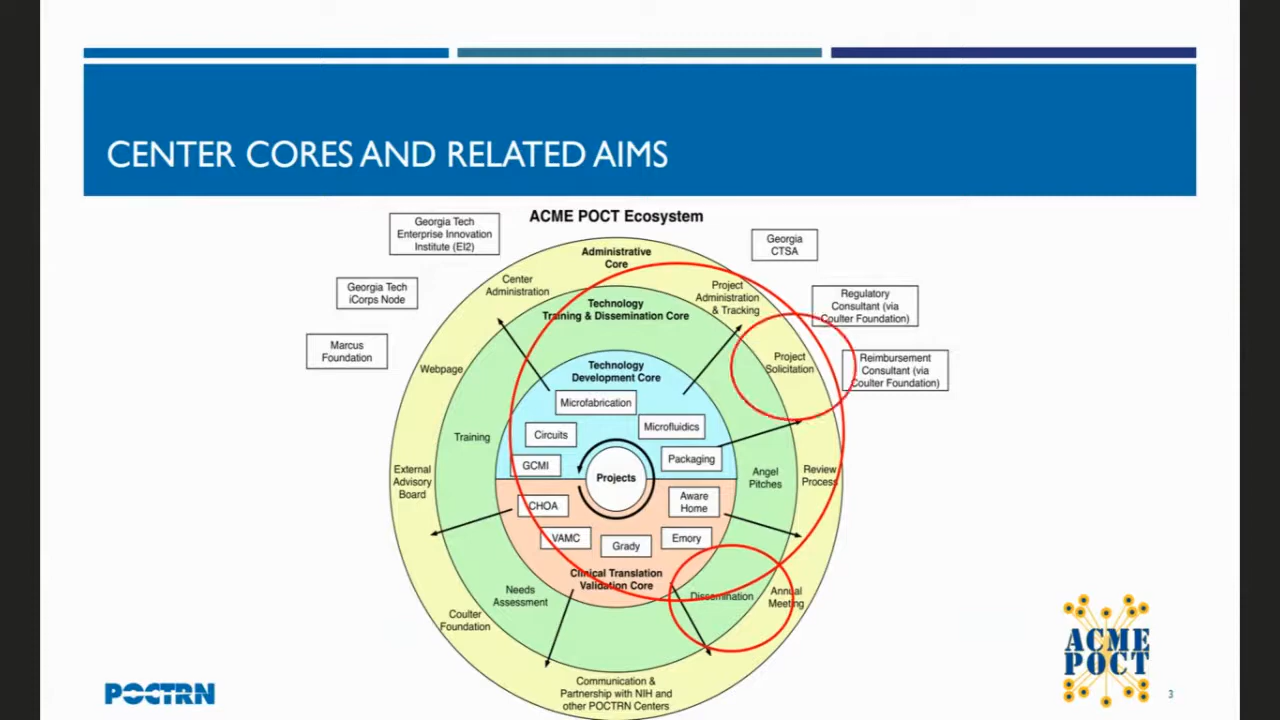 CENTER CORES AND RELATED AIMS
ACME POCT Ecosystem
Georgia Tech
Enterprise Innovation
Institute (EI2)
Georgia
CTSA
Georgia Tech
iCorps Node
Regulatory
Consultant (via
Coulter Foundation)
Marcus
Foundation
Reimbursement
Consultant (via
Coulter Foundation)
Administrative
Core
Center
Administration
Project
Administration
& Tracking
Technology
Training & Dissemination Core
Webpage
Project
Solicitation
Technology
Development Core
Microfabrication
Microfluidics
Circuits
Packaging
GCMI
Training
Projects
External
Advisory
Board
Angel
Pitches
Review
Process
CHOA
Aware
Home
VAMC
Grady
Emory
Clinical Translation
Validation Core
Needs
Assessment
Dissemination
Annual
Meeting
Coulter
Foundation
Communication &
Partnership with NIH and
other POCTRN Centers
POCTRN
ACME
POCT
3